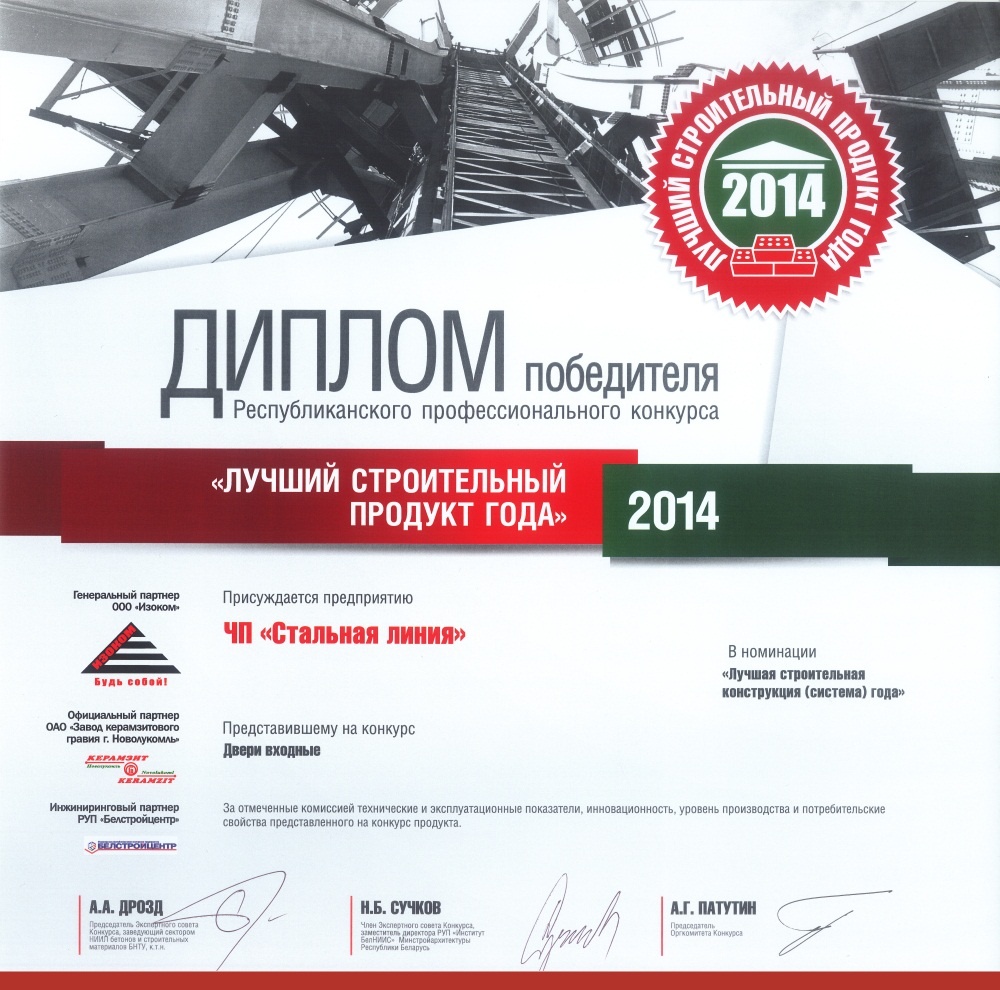 ЛУЧШИЙ СТРОИТЕЛЬНЫЙ ПРОДУКТ ГОДА
2014
ДИПЛОМ победителя
Республиканского профессионального конкурса
«ЛУЧШИЙ СТРОИТЕЛЬНЫЙ
ПРОДУКТ ГОДА»
2014
Генеральный партнер
ООО «Изоком»
ИЗОКОМ
Будь собой!
Официальный партнер
ОАО «Завод керамзитового
гравия г. Новолукомль»
КЕРАМЗИТ
Новолукомль
Novolukoml
KERAMZIT
Инжиниринговый партнер
РУП «Белстройцентр»
БЕЛСТРОЙЦЕНТР
Присуждается предприятию
ЧП «Стальная линия»
В номинации
«Лучшая строительная
конструкция (система) года»
Представившему на конкурс
Двери входные
За отмеченные комиссией технические и эксплуатационные показатели, инновационность, уровень производства и потребительские
свойства представленного на конкурс продукта.
А.А. ДРОЗД
Председатель Экспертного совета
Конкурса, заведующий сектором
НИИЛ бетонов и строительных
материалов БНТУ, к.т.н.
Н.Б. СУЧКОВ
Член Экспертного совета Конкурса,
заместитель директора РУП «Институт
БелНИИС» Минстройархитектуры
Республики Беларусь
А.Г. ПАТУТИН
Председатель
Оргкомитета Конкурса